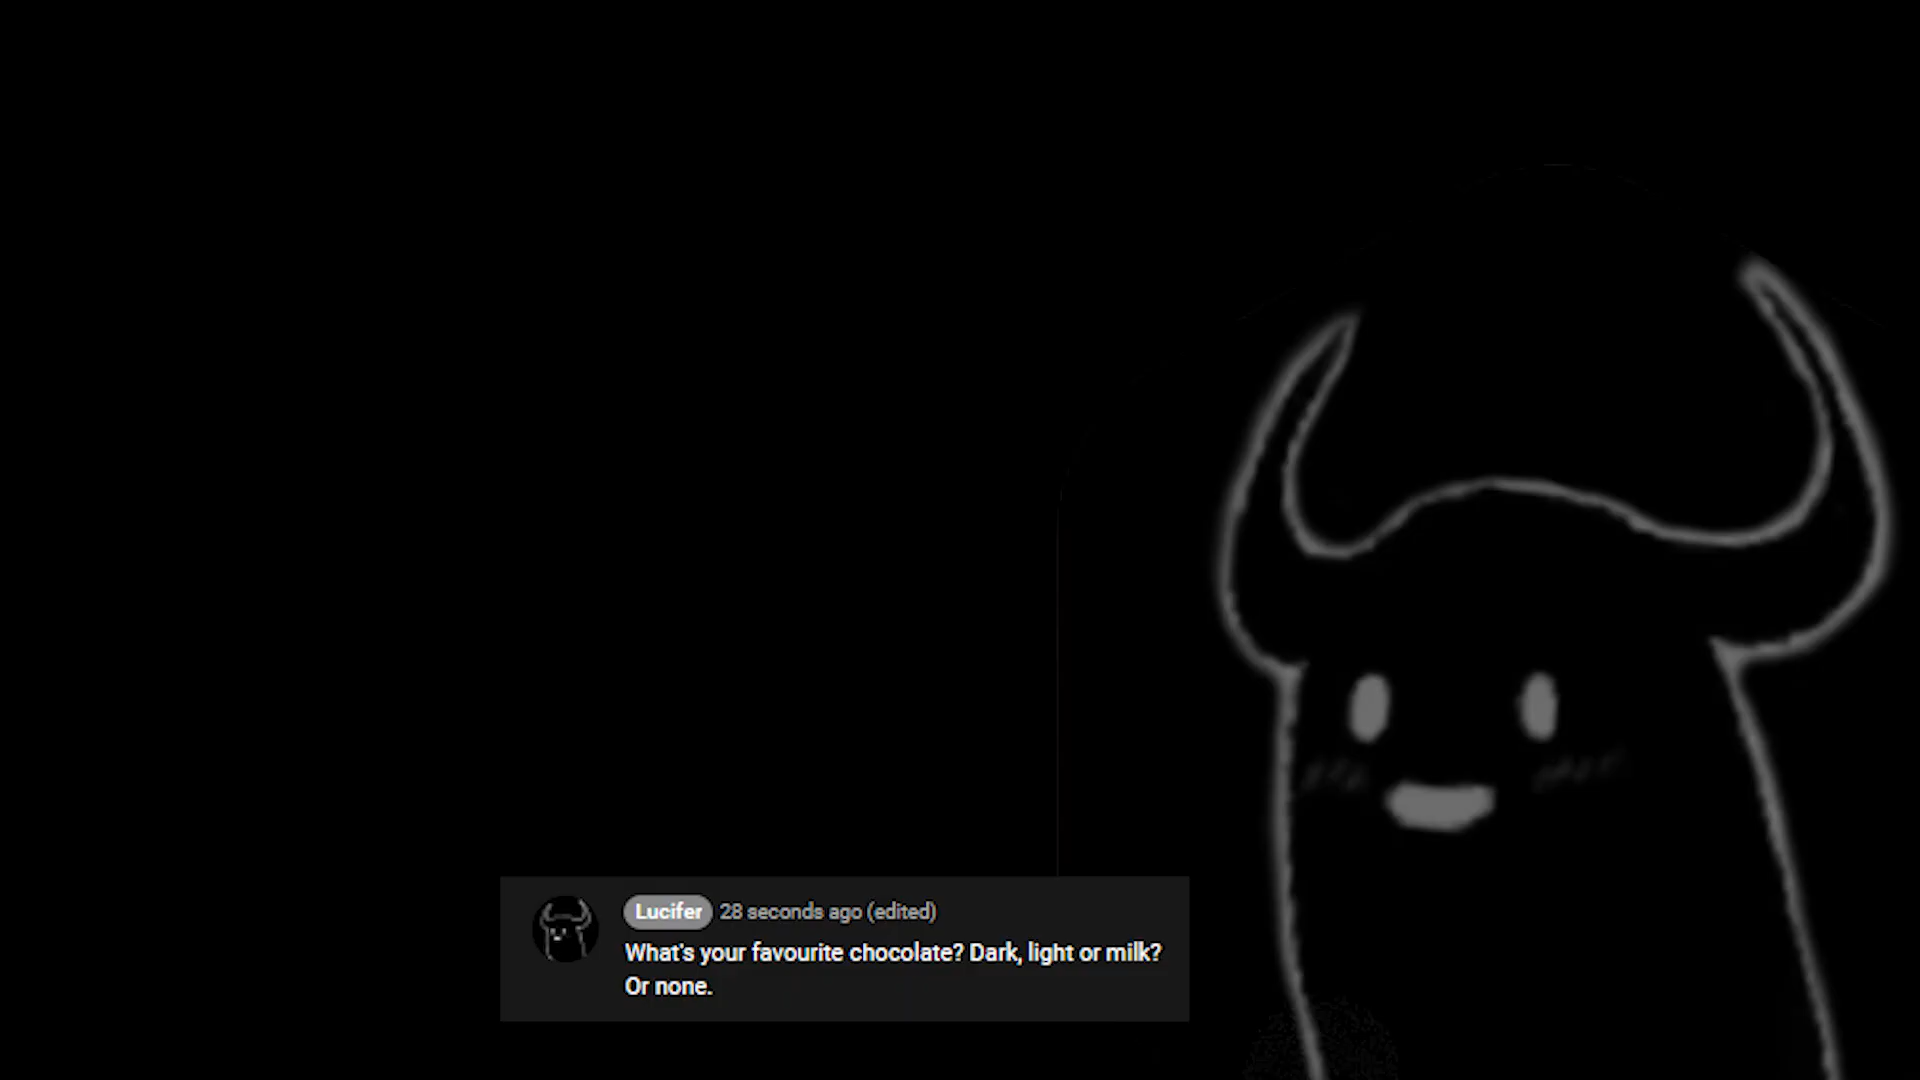 Lucifer 28 seconds ago (edited)
What's your favourite chocolate? Dark, light or milk?
Or none.